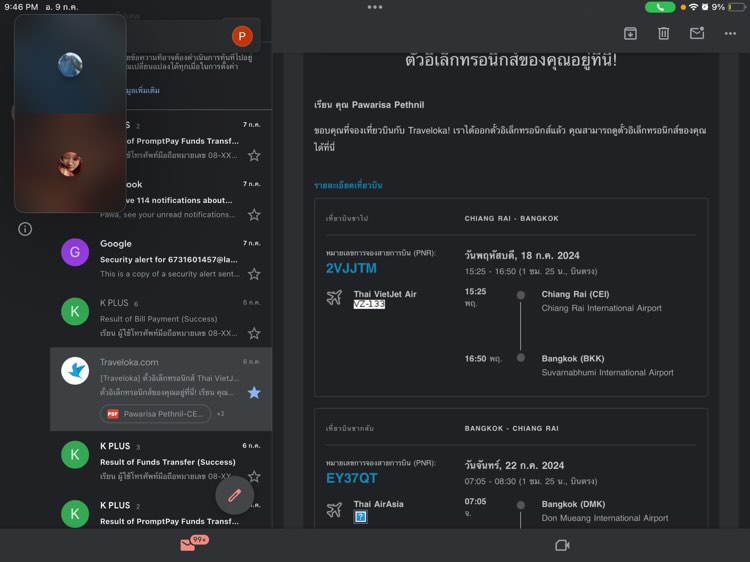 9:46 PM อ. 9 ก.ค.
9%
P
ยข้อความที่อาจต้องดำเนินการทันทีไปอยู่
ณเปลี่ยนแปลงได้ทุกเมื่อในการตั้งค่า
มูลเพิ่มเติม
S 2
7 ก.ค.
of PromptPay Funds Transf...
ใช้โทรศัพท์มือถือหมายเลข 08-XX...
ook
7 ก.ค.
ve 114 notifications about...
Pawa, see your unread notifications...
G
Google
7 ก.ค.
Security alert for 6731601457@la...
This is a copy of a security alert sent...
K
K PLUS 6
6 ก.ค.
Result of Bill Payment (Success)
เรียน ผู้ใช้โทรศัพท์มือถือหมายเลข 08-XX...
Traveloka.com
6 ก.ค.
[Traveloka] ตั๋วอิเล็กทรอนิกส์ Thai VietJ...
ตั๋วอิเล็กทรอนิกส์ของคุณอยู่ที่นี่! เรียน คุณ...
PDF Pawarisa Pethnil-CE...
+2
K
K PLUS 3
6 ก.ค.
Result of Funds Transfer (Success)
เรียน ผู้ใช้โทรศัพท์มือถือหมายเลข 08-XX
K
K PLUS 2
ก.ค.
Result of PromptPay Funds Transf...
99+
ตั๋วอิเล็กทรอนิกส์ของคุณอยู่ที่นี่!
เรียน คุณ Pawarisa Pethnil
ขอบคุณที่จองเที่ยวบินกับ Traveloka! เราได้ออกตั๋วอิเล็กทรอนิกส์แล้ว คุณสามารถดูตั๋วอิเล็กทรอนิกส์ของคุณ
ได้ที่นี่
รายละเอียดเที่ยวบิน
เที่ยวบินขาไป
CHIANG RAI - BANGKOK
หมายเลขการจองสายการบิน (PNR):
2VJJTM
วันพฤหัสบดี, 18 ก.ค. 2024
15:25 - 16:50 (1 ชม. 25 น., บินตรง)
Thai VietJet Air
VZ-133
15:25
พฤ.
Chiang Rai (CEI)
Chiang Rai International Airport
16:50 พฤ.
Bangkok (BKK)
Suvarnabhumi International Airport
เที่ยวบินขากลับ
BANGKOK - CHIANG RAI
หมายเลขการจองสายการบิน (PNR):
EY37QT
วันจันทร์, 22 ก.ค. 2024
07:05 - 08:30 (1 ชม. 25 น., บินตรง)
Thai AirAsia
?
07:05
จ.
Bangkok (DMK)
Don Mueang International Airport